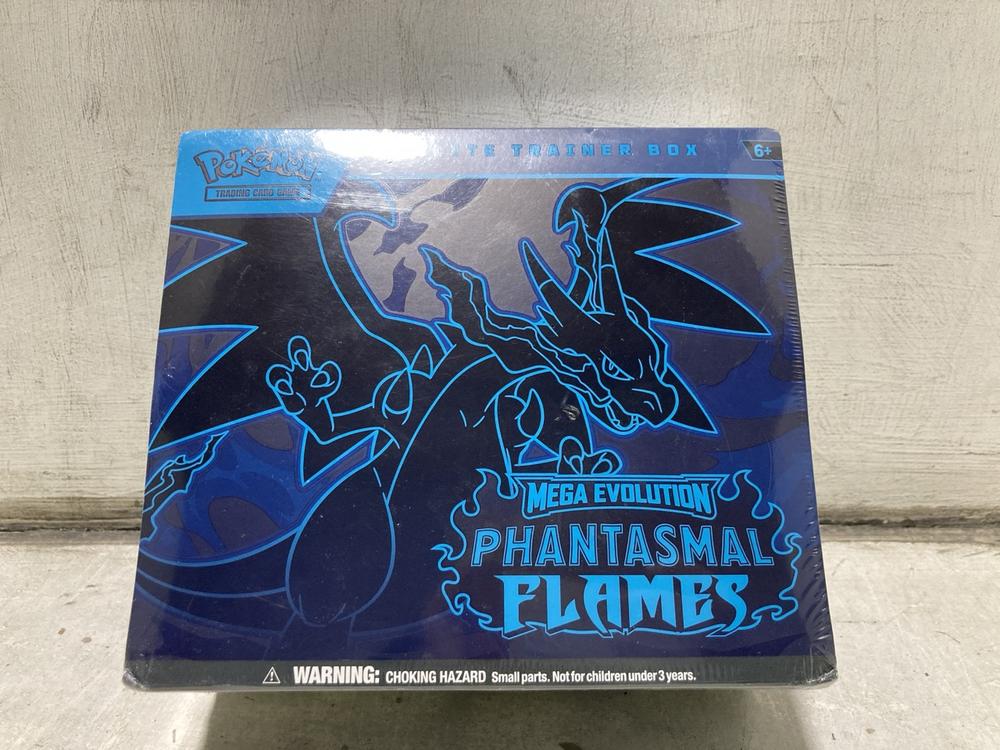 Pokémon
TRADING CARD GAME
TRAINER BOX
6+
MEGA EVOLUTION
PHANTASMAL
FLAMES
WARNING: CHOKING HAZARD Small parts. Not for children under 3 years.